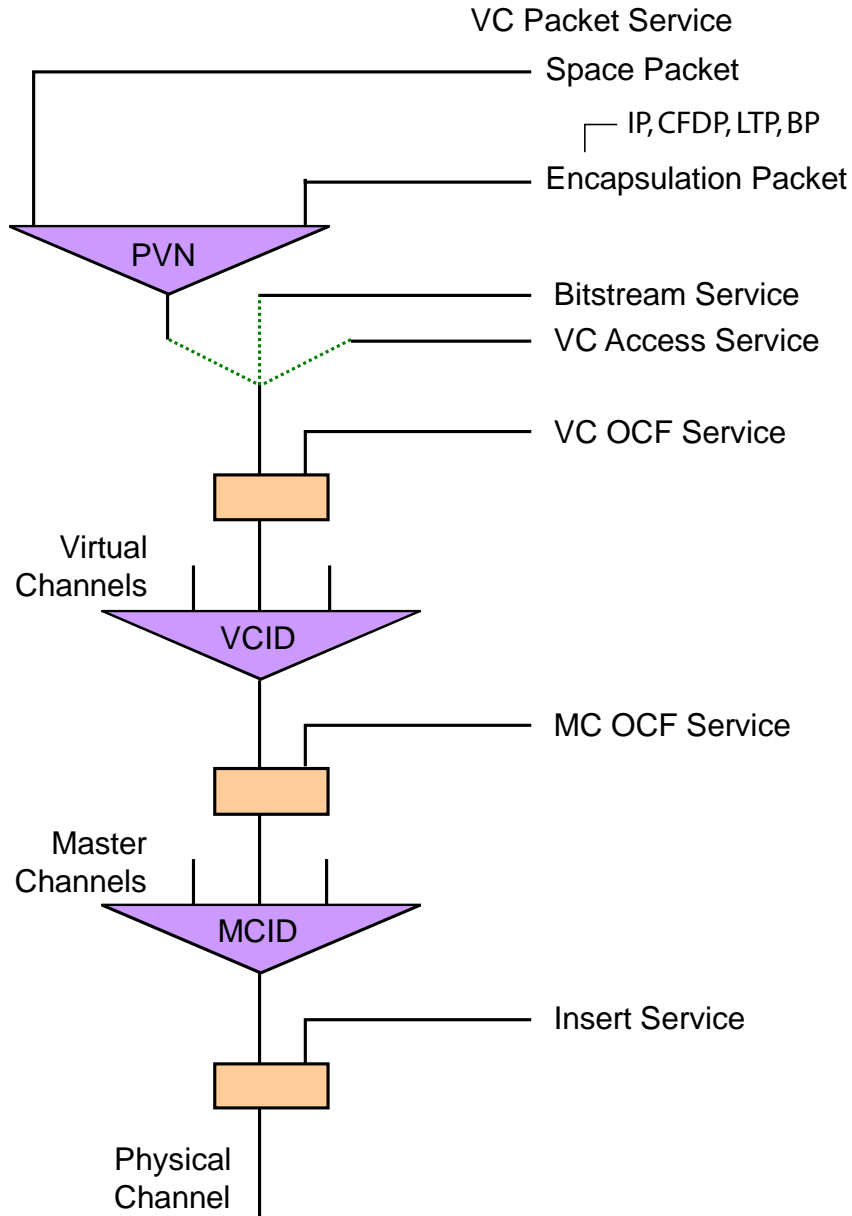 VC Packet Service
Space Packet
IP, CFDP, LTP, BP
Encapsulation Packet
PVN
Bitstream Service
VC Access Service
VC OCF Service
Virtual
Channels
VCID
MC OCF Service
Master
Channels
MCID
Insert Service
Physical
Channel